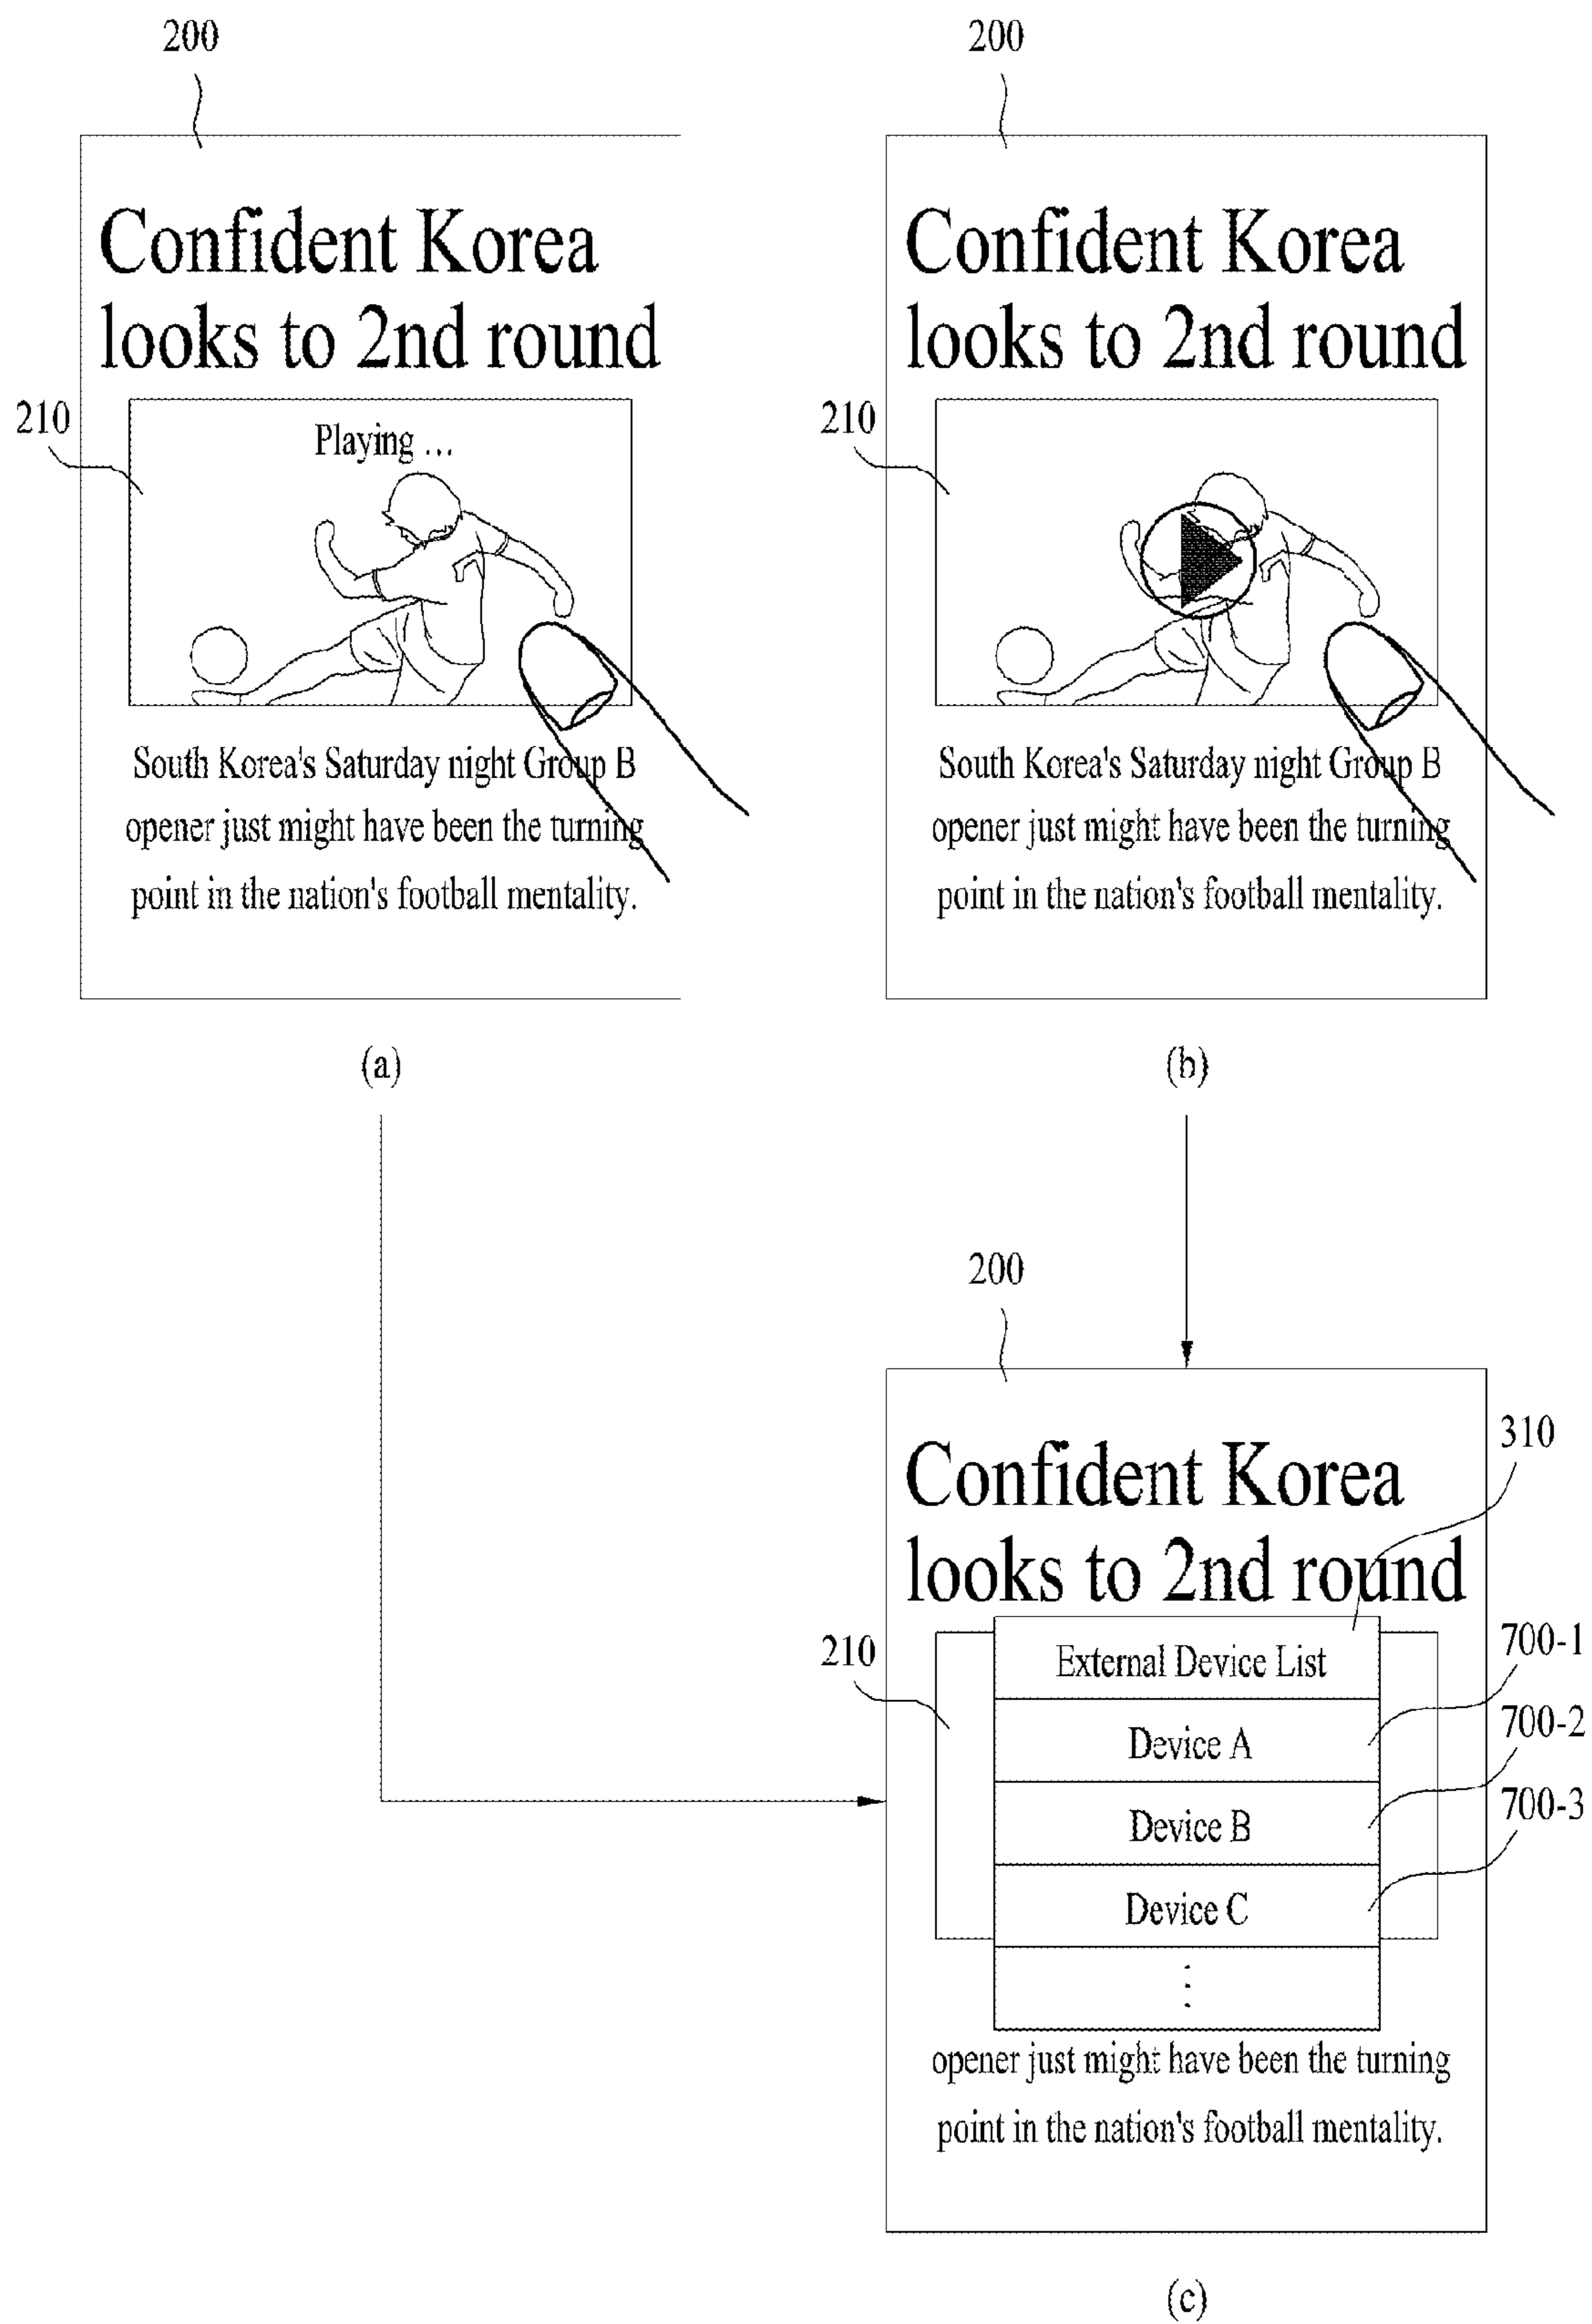 200
Confident Korea
looks to 2nd round
210
Playing ...
South Korea's Saturday night Group B
opener just might have been the turning
point in the nation's football mentality.
(a)
200
Confident Korea
looks to 2nd round
210
South Korea's Saturday night Group B
opener just might have been the turning
point in the nation's football mentality.
(b)
200
310
Confident Korea
looks to 2nd round
210
External Device List
700-1
Device A
700-2
Device B
700-3
Device C
⋮
opener just might have been the turning
point in the nation's football mentality.
(c)